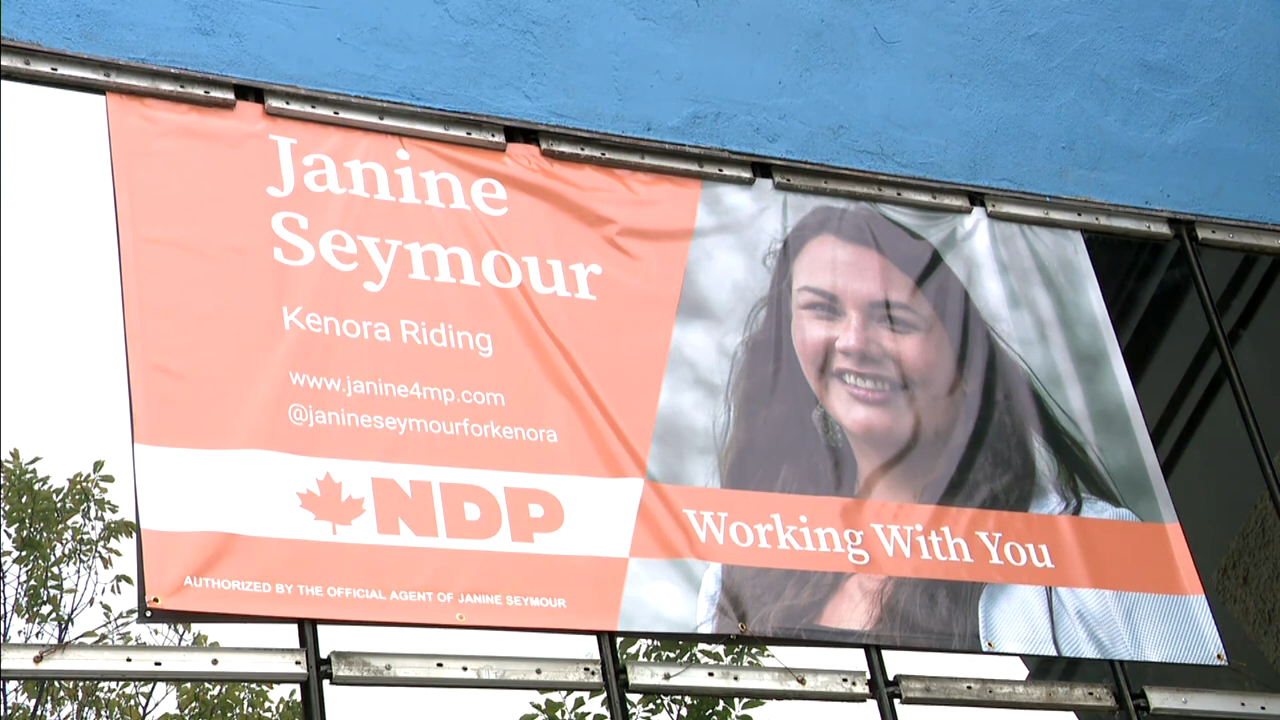 Janine
Seymour
Kenora Riding
www.janine4mp.com
@janineseymourforkenora
NDP
Working With You
AUTHORIZED BY THE OFFICIAL AGENT OF JANINE SEYMOUR